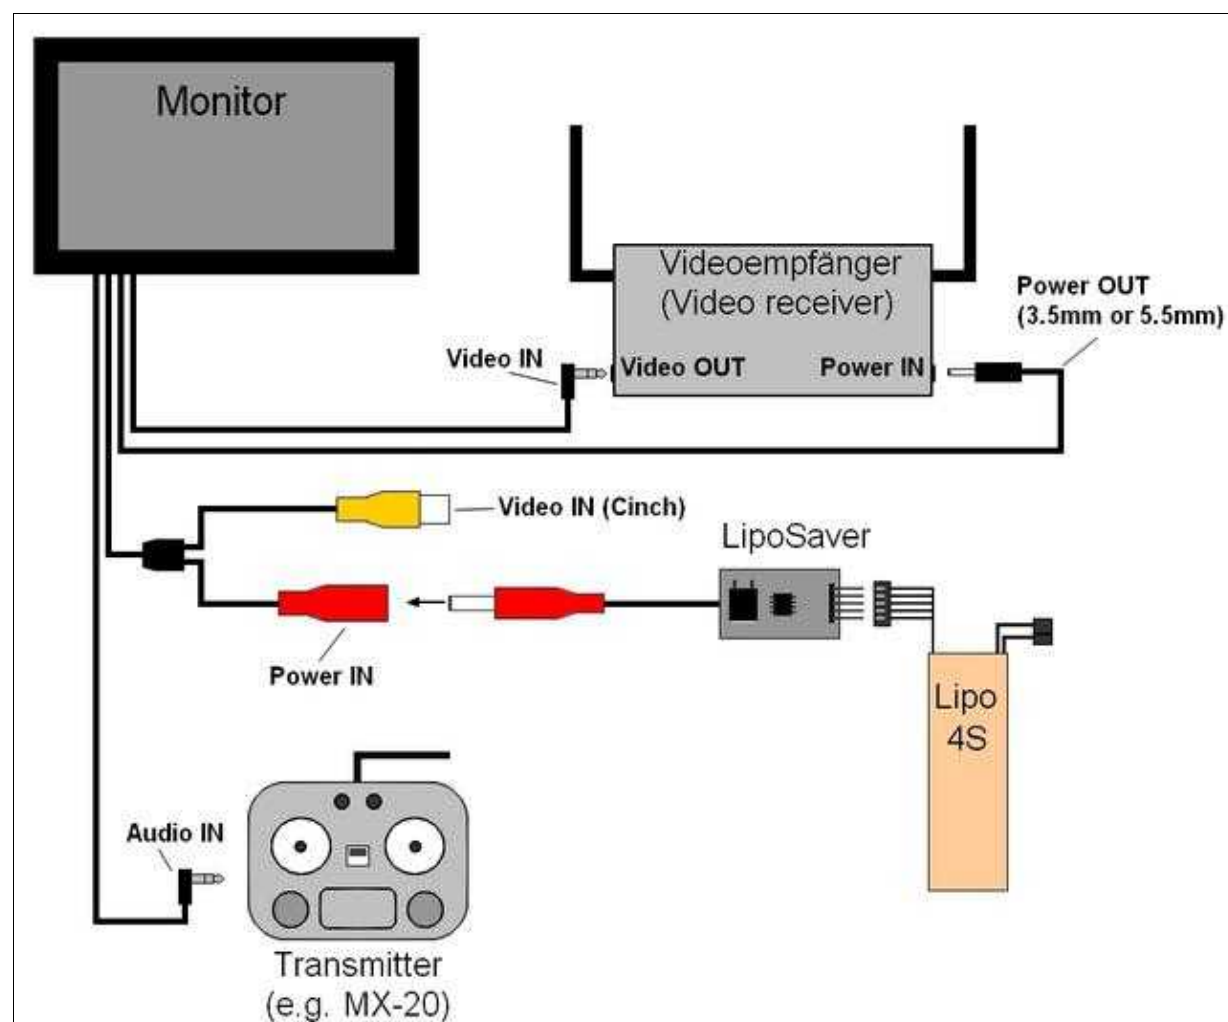 Monitor
Videoempfänger
(Video receiver)
Power OUT
(3.5mm or 5.5mm)
Video IN
Video OUT
Power IN
Video IN (Cinch)
LipoSaver
Power IN
Lipo
4S
Audio IN
Transmitter
(e.g. MX-20)